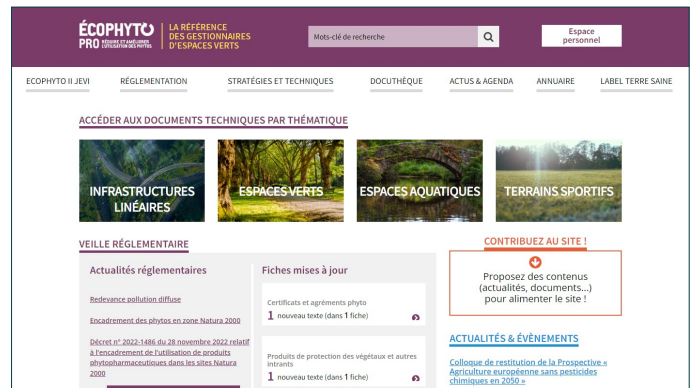 ÉCOPHYTO
PRO RÉDUIRE ET AMÉLIORER
L'UTILISATION DES PHYTOS
LA RÉFÉRENCE
DES GESTIONNAIRES
D'ESPACES VERTS
Mots-clé de recherche
Espace
personnel
ECOPHYTO II JEVI
RÉGLEMENTATION
STRATÉGIES ET TECHNIQUES
DOCUTHÈQUE
ACTUS & AGENDA
ANNUAIRE
LABEL TERRE SAINE
ACCÉDER AUX DOCUMENTS TECHNIQUES PAR THÉMATIQUE
INFRASTRUCTURES
LINÉAIRES
ESPACES VERTS
ESPACES AQUATIQUES
TERRAINS SPORTIFS
VEILLE RÉGLEMENTAIRE
Actualités réglementaires
Redevance pollution diffuse
Encadrement des phytos en zone Natura 2000
Décret n° 2022-1486 du 28 novembre 2022 relatif
à l'encadrement de l'utilisation de produits
phytopharmaceutiques dans les sites Natura
2000
Fiches mises à jour
Certificats et agréments phyto
1 nouveau texte (dans 1 fiche)
Produits de protection des végétaux et autres
intrants
1 nouveau texte (dans 1 fiche)
CONTRIBUEZ AU SITE !
Proposez des contenus
(actualités, documents...)
pour alimenter le site !
ACTUALITÉS & ÉVÈNEMENTS
Colloque de restitution de la Prospective «
Agriculture européenne sans pesticides
chimiques en 2050 »